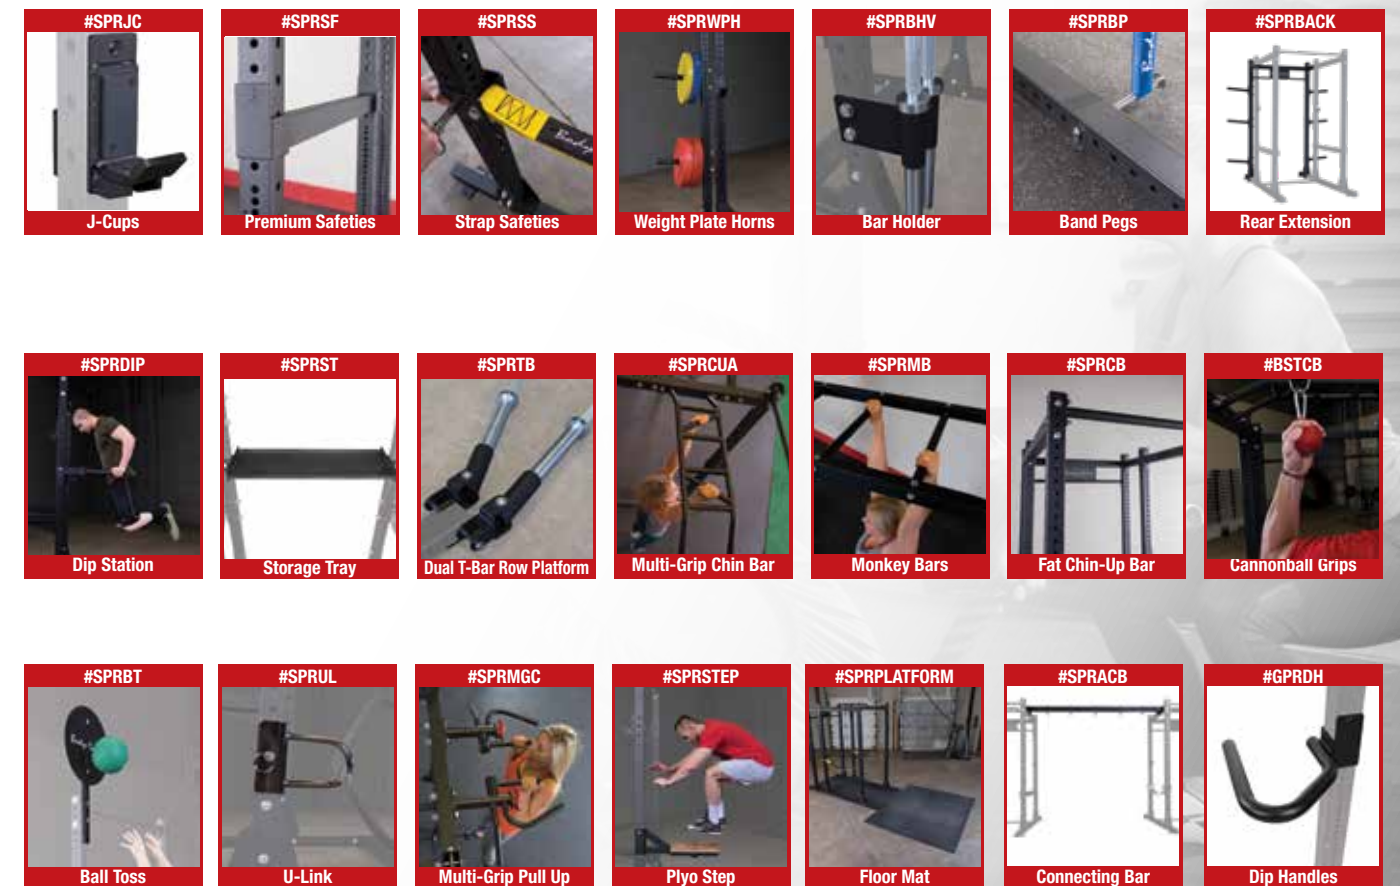 #SPRJC
#SPRSF
#SPRSS
#SPRWPH
#SPRBHV
#SPRBP
#SPRBACK
J-Cups
Premium Safeties
Strap Safeties
Weight Plate Horns
Bar Holder
Band Pegs
Rear Extension
#SPRDIP
#SPRST
#SPRTB
#SPRCUA
#SPRMB
#SPRCB
#BSTCB
Dip Station
Storage Tray
Dual T-Bar Row Platform
Multi-Grip Chin Bar
Monkey Bars
Fat Chin-Up Bar
Cannonball Grips
#SPRBT
#SPRUL
#SPRMGC
#SPRSTEP
#SPRPLATFORM
#SPRACB
#GPRDH
Ball Toss
U-Link
Multi-Grip Pull Up
Plyo Step
Floor Mat
Connecting Bar
Dip Handles